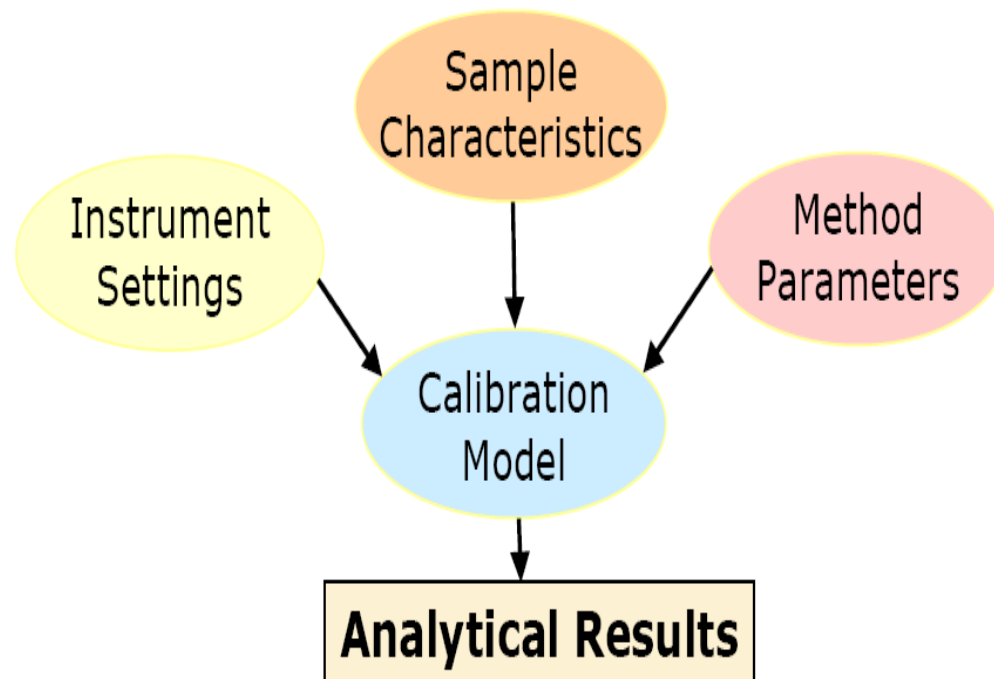 Sample
Characteristics
Instrument
Settings
Method
Parameters
Calibration
Model
Analytical Results